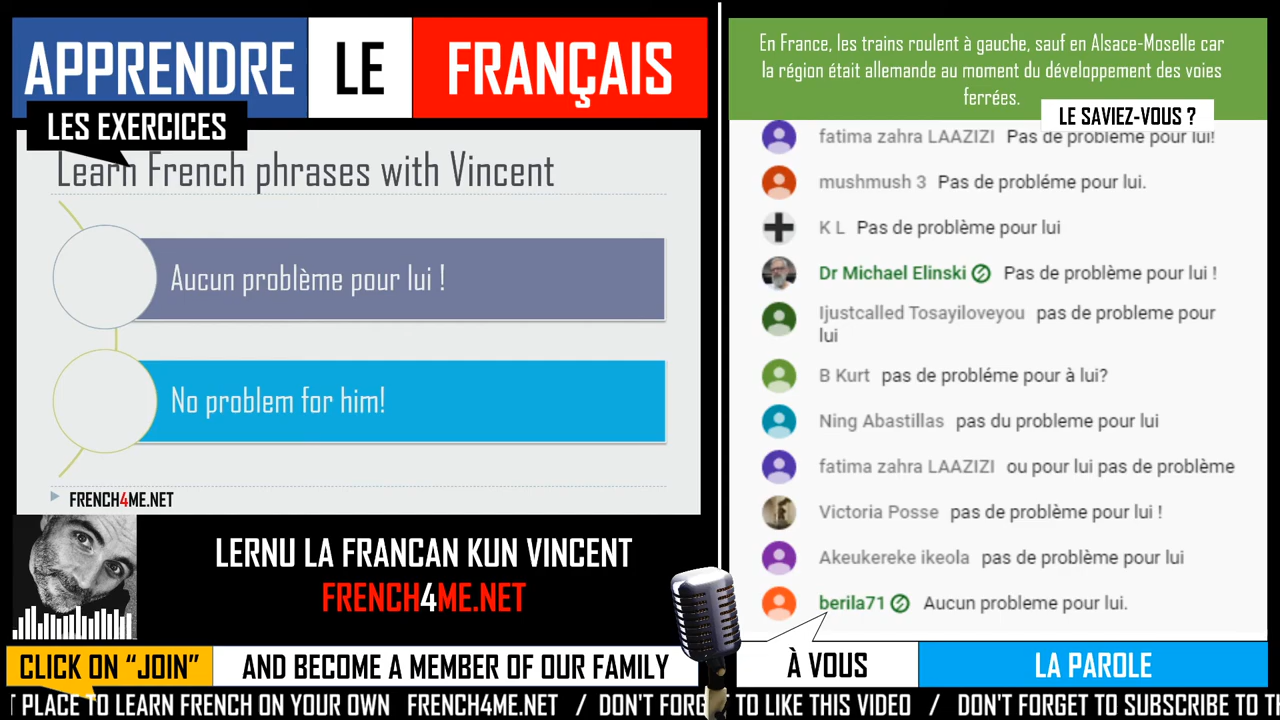 APPRENDRE LE FRANÇAIS
LES EXERCICES
Learn French phrases with Vincent
Aucun problème pour lui !
No problem for him!
FRENCH4ME.NET
LERNU LA FRANCAN KUN VINCENT
FRENCH4ME.NET
CLICK ON “JOIN” AND BECOME A MEMBER OF OUR FAMILY
En France, les trains roulent à gauche, sauf en Alsace-Moselle car
la région était allemande au moment du développement des voies
ferrées.
LE SAVIEZ-VOUS ?
fatima zahra LAAZIZI Pas de problème pour lui!
mushmush 3 Pas de probléme pour lui.
K L Pas de problème pour lui
Dr Michael Elinski Pas de problème pour lui !
Ijustcalled Tosayiloveyou pas de probleme pour
lui
B Kurt pas de probléme pour à lui?
Ning Abastillas pas du probleme pour lui
fatima zahra LAAZIZI ou pour lui pas de problème
Victoria Posse pas de problème pour lui !
Akeukereke ikeola pas de problème pour lui
berila71 Aucun probleme pour lui.
À VOUS LA PAROLE
PLACE TO LEARN FRENCH ON YOUR OWN FRENCH4ME.NET / DON'T FORG TO LIKE THIS VIDEO / DON'T FORGET TO SUBSCRIBE TO